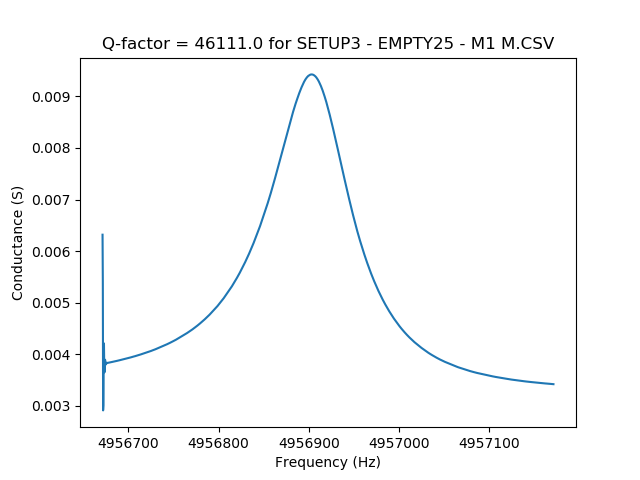 Q-factor = 46111.0 for SETUP3 - EMPTY25 - M1 M.CSV
0.009
0.008
0.007
0.006
0.005
0.004
0.003
Conductance (S)
4956700 4956800 4956900 4957000 4957100
Frequency (Hz)